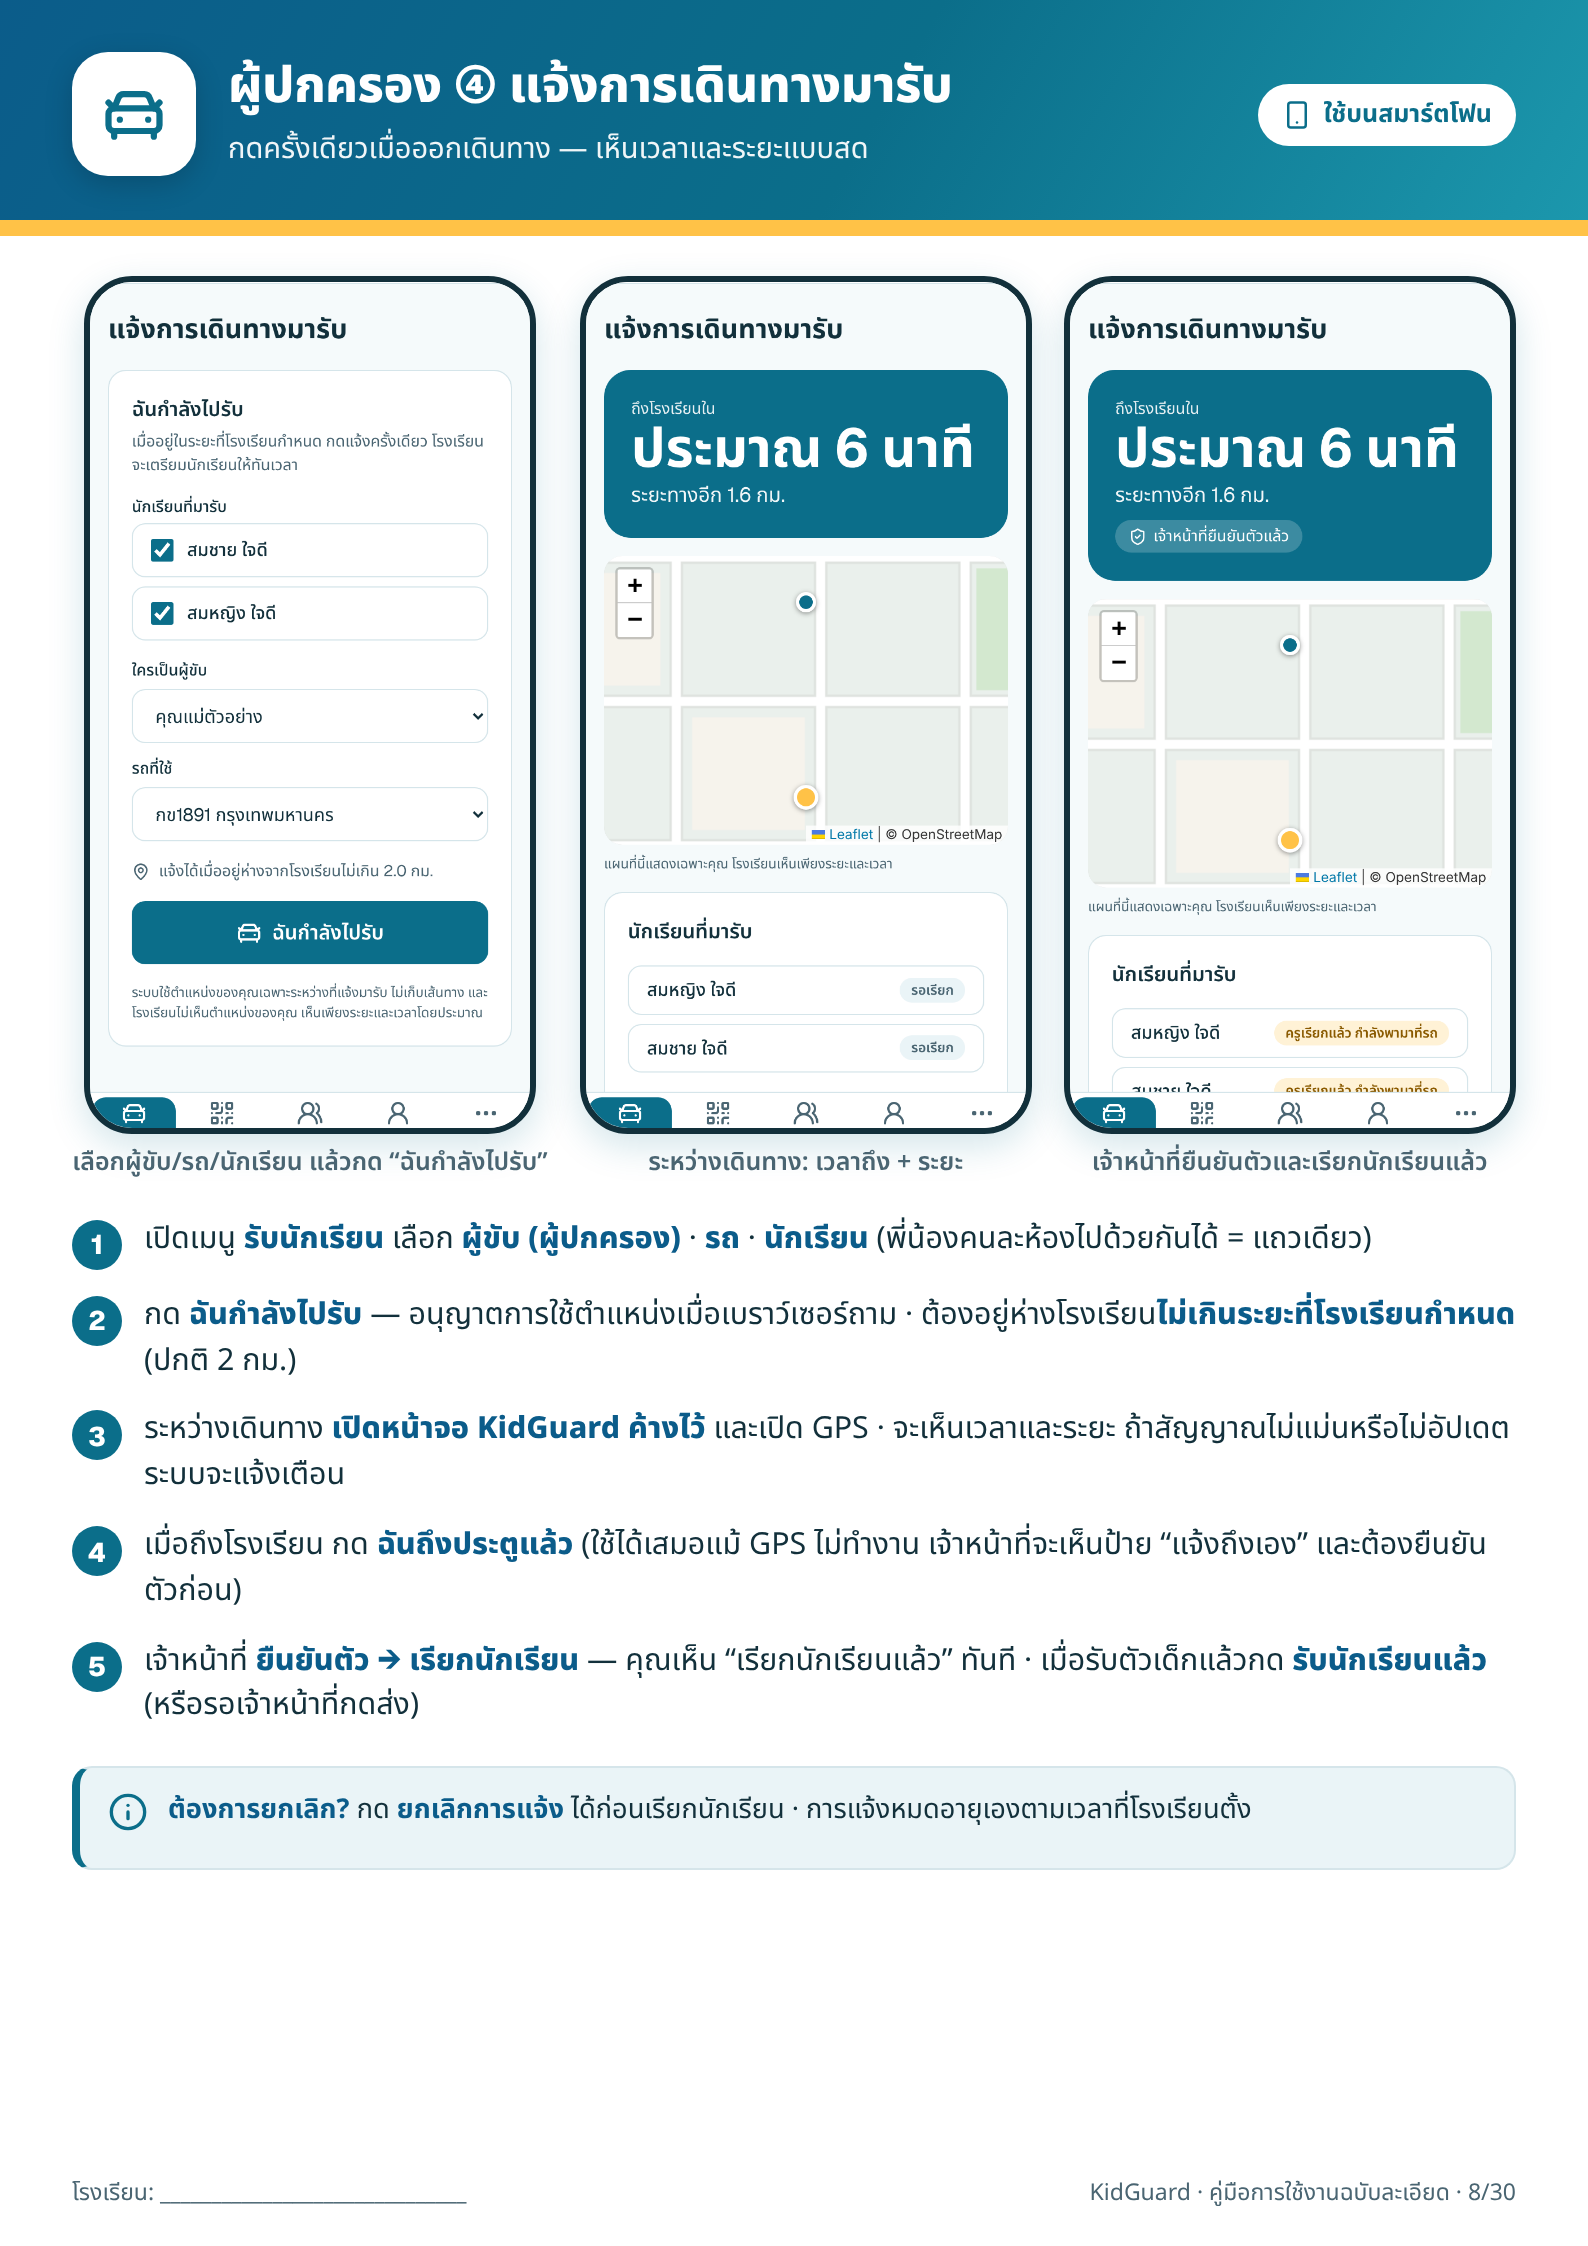 ผู้ปกครอง ④ แจ้งการเดินทางมารับ
กดครั้งเดียวเมื่อออกเดินทาง — เห็นเวลาและระยะแบบสด
ใช้บนสมาร์ตโฟน
แจ้งการเดินทางมารับ
ฉันกำลังไปรับ
เมื่ออยู่ในระยะที่โรงเรียนกำหนด กดแจ้งครั้งเดียว โรงเรียน
จะเตรียมนักเรียนให้ทันเวลา
นักเรียนที่มารับ
สมชาย ใจดี
สมหญิง ใจดี
ใครเป็นผู้ขับ
คุณแม่ตัวอย่าง
รถที่ใช้
กข1891 กรุงเทพมหานคร
แจ้งได้เมื่ออยู่ห่างจากโรงเรียนไม่เกิน 2.0 กม.
ฉันกำลังไปรับ
ระบบใช้ตำแหน่งของคุณเฉพาะระหว่างที่แจ้งมารับ ไม่เก็บเส้นทาง และ
โรงเรียนไม่เห็นตำแหน่งของคุณ เห็นเพียงระยะและเวลาโดยประมาณ
เลือกผู้ขับ/รถ/นักเรียน แล้วกด “ฉันกำลังไปรับ”
แจ้งการเดินทางมารับ
ถึงโรงเรียนใน
ประมาณ 6 นาที
ระยะทางอีก 1.6 กม.
+
−
Leaflet | © OpenStreetMap
แผนที่นี้แสดงเฉพาะคุณ โรงเรียนเห็นเพียงระยะและเวลา
นักเรียนที่มารับ
สมหญิง ใจดี รอเรียก
สมชาย ใจดี รอเรียก
ระหว่างเดินทาง: เวลาถึง + ระยะ
แจ้งการเดินทางมารับ
ถึงโรงเรียนใน
ประมาณ 6 นาที
ระยะทางอีก 1.6 กม.
เจ้าหน้าที่ยืนยันตัวแล้ว
+
−
Leaflet | © OpenStreetMap
แผนที่นี้แสดงเฉพาะคุณ โรงเรียนเห็นเพียงระยะและเวลา
นักเรียนที่มารับ
สมหญิง ใจดี ครูเรียกแล้ว กำลังพามาที่รถ
สมชาย ใจดี ครูเรียกแล้ว กำลังพามาที่รถ
เจ้าหน้าที่ยืนยันตัวและเรียกนักเรียนแล้ว
1 เปิดเมนู รับนักเรียน เลือก ผู้ขับ (ผู้ปกครอง) · รถ · นักเรียน (พี่น้องคนละห้องไปด้วยกันได้ = แถวเดียว)
2 กด ฉันกำลังไปรับ — อนุญาตการใช้ตำแหน่งเมื่อเบราว์เซอร์ถาม · ต้องอยู่ห่างโรงเรียนไม่เกินระยะที่โรงเรียนกำหนด
(ปกติ 2 กม.)
3 ระหว่างเดินทาง เปิดหน้าจอ KidGuard ค้างไว้ และเปิด GPS · จะเห็นเวลาและระยะ ถ้าสัญญาณไม่แม่นหรือไม่อัปเดต
ระบบจะแจ้งเตือน
4 เมื่อถึงโรงเรียน กด ฉันถึงประตูแล้ว (ใช้ได้เสมอแม้ GPS ไม่ทำงาน เจ้าหน้าที่จะเห็นป้าย “แจ้งถึงเอง” และต้องยืนยัน
ตัวก่อน)
5 เจ้าหน้าที่ ยืนยันตัว → เรียกนักเรียน — คุณเห็น “เรียกนักเรียนแล้ว” ทันที · เมื่อรับตัวเด็กแล้วกด รับนักเรียนแล้ว
(หรือรอเจ้าหน้าที่กดส่ง)
ต้องการยกเลิก? กด ยกเลิกการแจ้ง ได้ก่อนเรียกนักเรียน · การแจ้งหมดอายุเองตามเวลาที่โรงเรียนตั้ง
โรงเรียน: __________________________
KidGuard · คู่มือการใช้งานฉบับละเอียด · 8/30